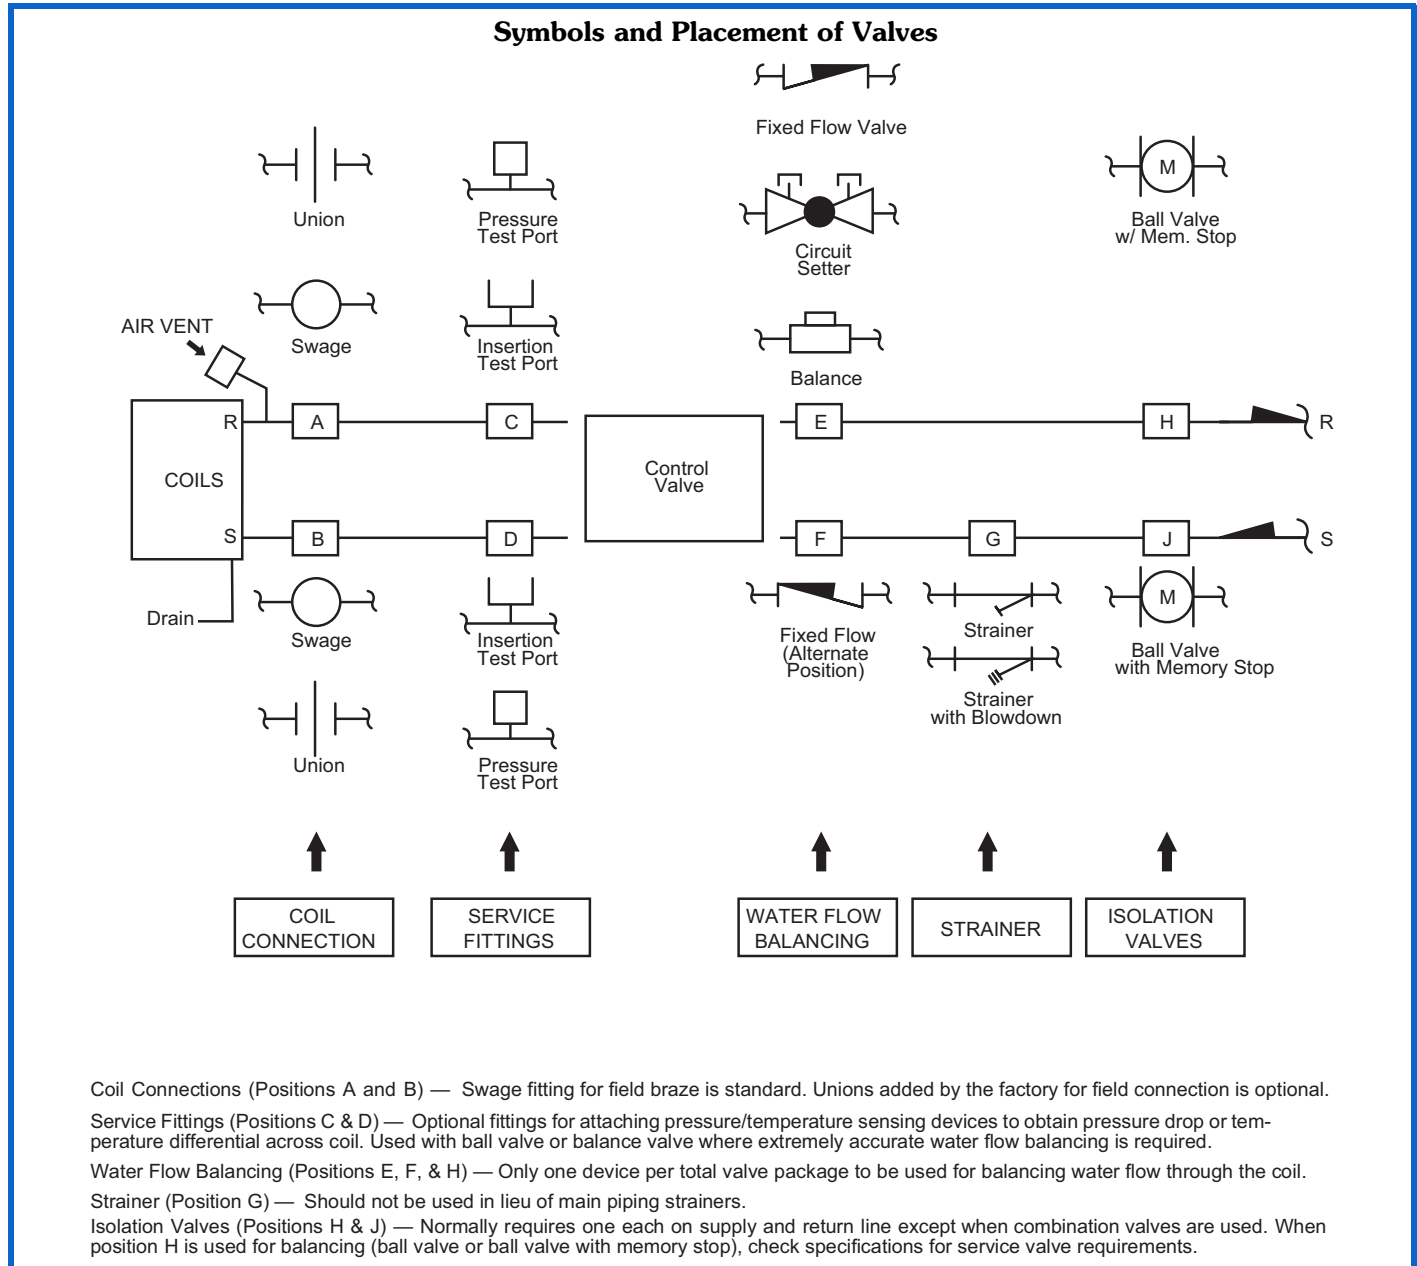 Symbols and Placement of Valves
Fixed Flow Valve
Union
Pressure
Test Port
Circuit
Setter
Ball Valve
w/ Mem. Stop
AIR VENT
Swage
Insertion
Test Port
Balance
R
A
C
E
H
R
COILS
Control
Valve
S
B
D
F
G
J
S
M
M
Drain
Swage
Insertion
Test Port
Fixed Flow
(Alternate
Position)
Strainer
Strainer
with Blowdown
Ball Valve
with Memory Stop
Union
Pressure
Test Port
COIL
CONNECTION
SERVICE
FITTINGS
WATER FLOW
BALANCING
STRAINER
ISOLATION
VALVES
Coil Connections (Positions A and B) — Swage fitting for field braze is standard. Unions added by the factory for field connection is optional.
Service Fittings (Positions C & D) — Optional fittings for attaching pressure/temperature sensing devices to obtain pressure drop or tem-
perature differential across coil. Used with ball valve or balance valve where extremely accurate water flow balancing is required.
Water Flow Balancing (Positions E, F, & H) — Only one device per total valve package to be used for balancing water flow through the coil.
Strainer (Position G) — Should not be used in lieu of main piping strainers.
Isolation Valves (Positions H & J) — Normally requires one each on supply and return line except when combination valves are used. When
position H is used for balancing (ball valve or ball valve with memory stop), check specifications for service valve requirements.